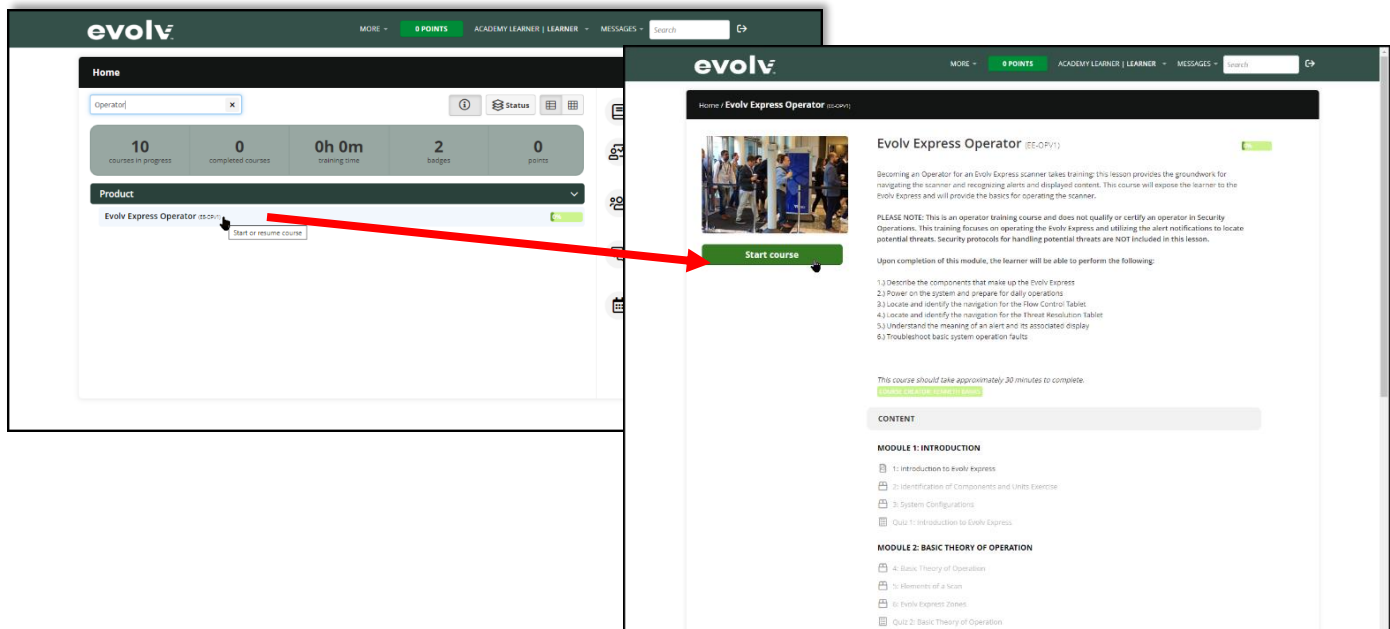 evolv
MORE
0 POINTS
ACADEMY LEARNER | LEARNER
MESSAGES
Search
Home
Operator
Status
10
courses in progress
0
completed courses
0h 0m
training time
2
badges
0
points
Product
Evolv Express Operator (EE-OPV1)
Start or resume course
evolv
MORE
0 POINTS
ACADEMY LEARNER | LEARNER
MESSAGES
Search
Home / Evolv Express Operator (EE-OPV1)
Start course
Evolv Express Operator (EE-OPV1)
Becoming an Operator for an Evolv Express scanner takes training; this lesson provides the groundwork for
navigating the scanner and recognizing alerts and displayed content. This course will expose the learner to the
Evolv Express and will provide the basics for operating the scanner.
PLEASE NOTE: This is an operator training course and does not qualify or certify an operator in Security
Operations. This training focuses on operating the Evolv Express and utilizing the alert notifications to locate
potential threats. Security protocols for handling potential threats are NOT included in this lesson.
Upon completion of this module, the learner will be able to perform the following:
1.) Describe the components that make up the Evolv Express
2.) Power on the system and prepare for daily operations
3.) Locate and identify the navigation for the Flow Control Tablet
4.) Locate and identify the navigation for the Threat Resolution Tablet
5.) Understand the meaning of an alert and its associated display
6.) Troubleshoot basic system operation faults
This course should take approximately 30 minutes to complete.
CONTENT
MODULE 1: INTRODUCTION
1: Introduction to Evolv Express
2: Identification of Components and Units Exercise
3: System Configurations
Quiz 1: Introduction to Evolv Express
MODULE 2: BASIC THEORY OF OPERATION
4: Basic Theory of Operation
5: Elements of a Scan
6: Evolv Express Zones
Quiz 2: Basic Theory of Operation